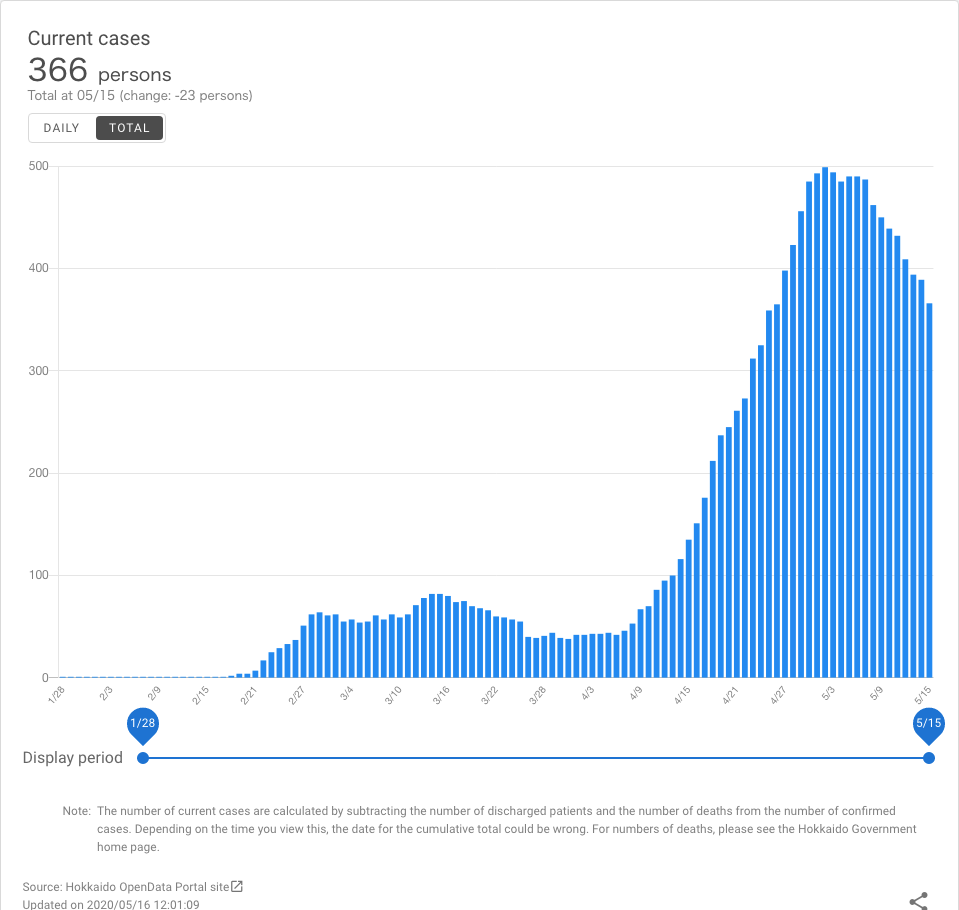 Current cases
366 persons
Total at 05/15 (change: -23 persons)
DAILY TOTAL
500
400
300
200
100
0
1/28 2/3 2/9 2/15 2/21 2/27 3/4 3/10 3/16 3/22 3/28 4/3 4/9 4/15 4/21 4/27 5/3 5/9 5/15
1/28 5/15
Display period
Note: The number of current cases are calculated by subtracting the number of discharged patients and the number of deaths from the number of confirmed
cases. Depending on the time you view this, the date for the cumulative total could be wrong. For numbers of deaths, please see the Hokkaido Government
home page.
Source: Hokkaido OpenData Portal site
Updated on 2020/05/16 12:01:09